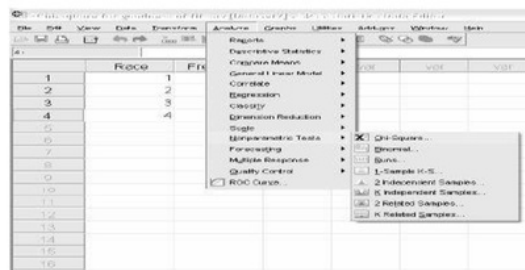 File Edit View Data Transform Analyze Graphs Utilities Add-ons Window Help
Race
var var var
1 1
2 2
3 3
4 4
5
6
7
8
9
10
11
12
13
14
15
16
Reports
Descriptive Statistics
Compare Means
General Linear Model
Correlate
Regression
Classify
Dimension Reduction
Scale
Nonparametric Tests
Forecasting
Multiple Response
Quality Control
ROC Curve...
Chi-Square...
Binomial...
Runs...
1-Sample K-S...
2 Independent Samples...
K Independent Samples...
2 Related Samples...
K Related Samples...